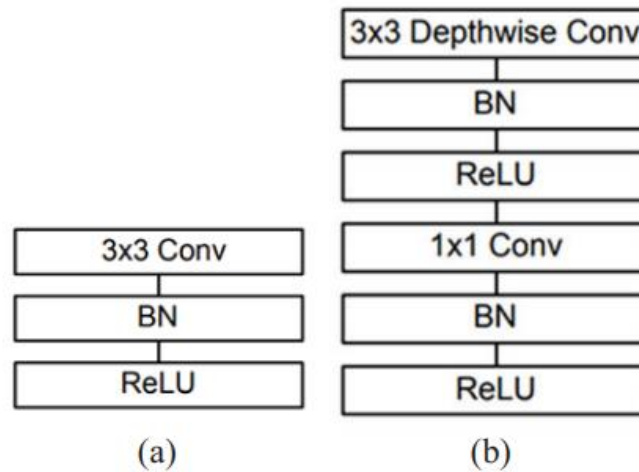 3x3 Conv
BN
ReLU
(a)
3x3 Depthwise Conv
BN
ReLU
1x1 Conv
BN
ReLU
(b)